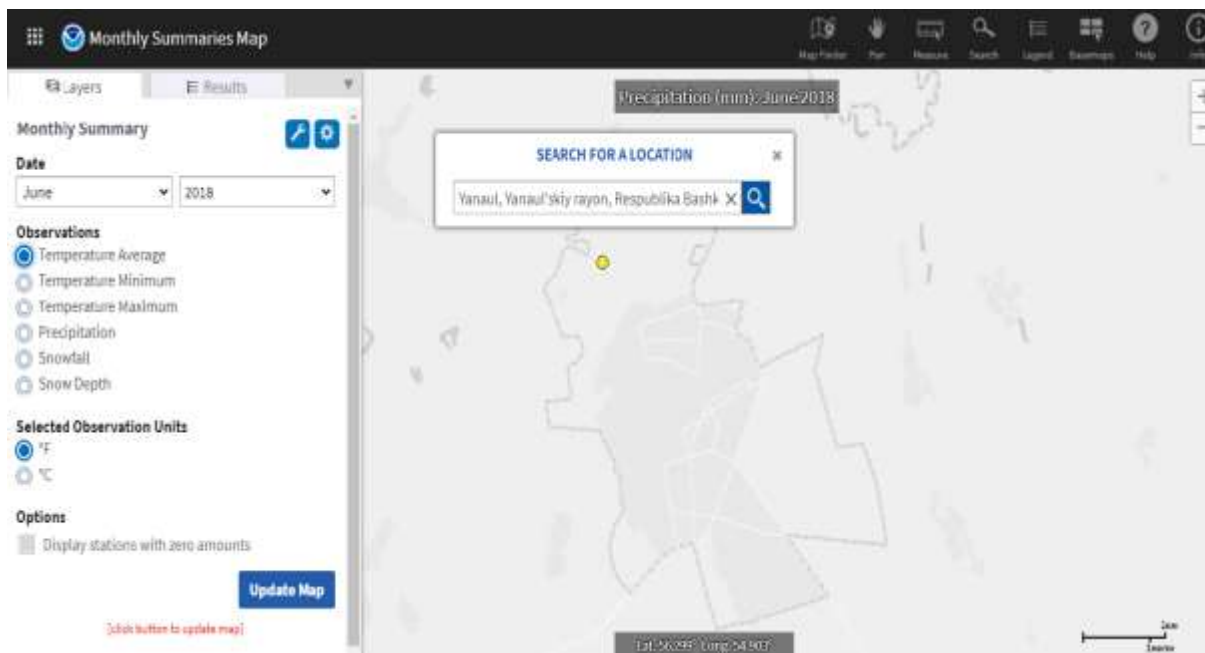 Monthly Summaries Map
Map Finder
Pan
Measure
Search
Legend
Basemaps
Help
Layers
Results
Precipitation (mm): June 2018
Monthly Summary
Date
June
2018
SEARCH FOR A LOCATION
Yanaul, Yanaul'skiy rayon, Respublika Bashk
Observations
Temperature Average
Temperature Minimum
Temperature Maximum
Precipitation
Snowfall
Snow Depth
Selected Observation Units
°F
°C
Options
Display stations with zero amounts
Update Map
[click button to update map]
Lat: 56.299° Long: 54.903°